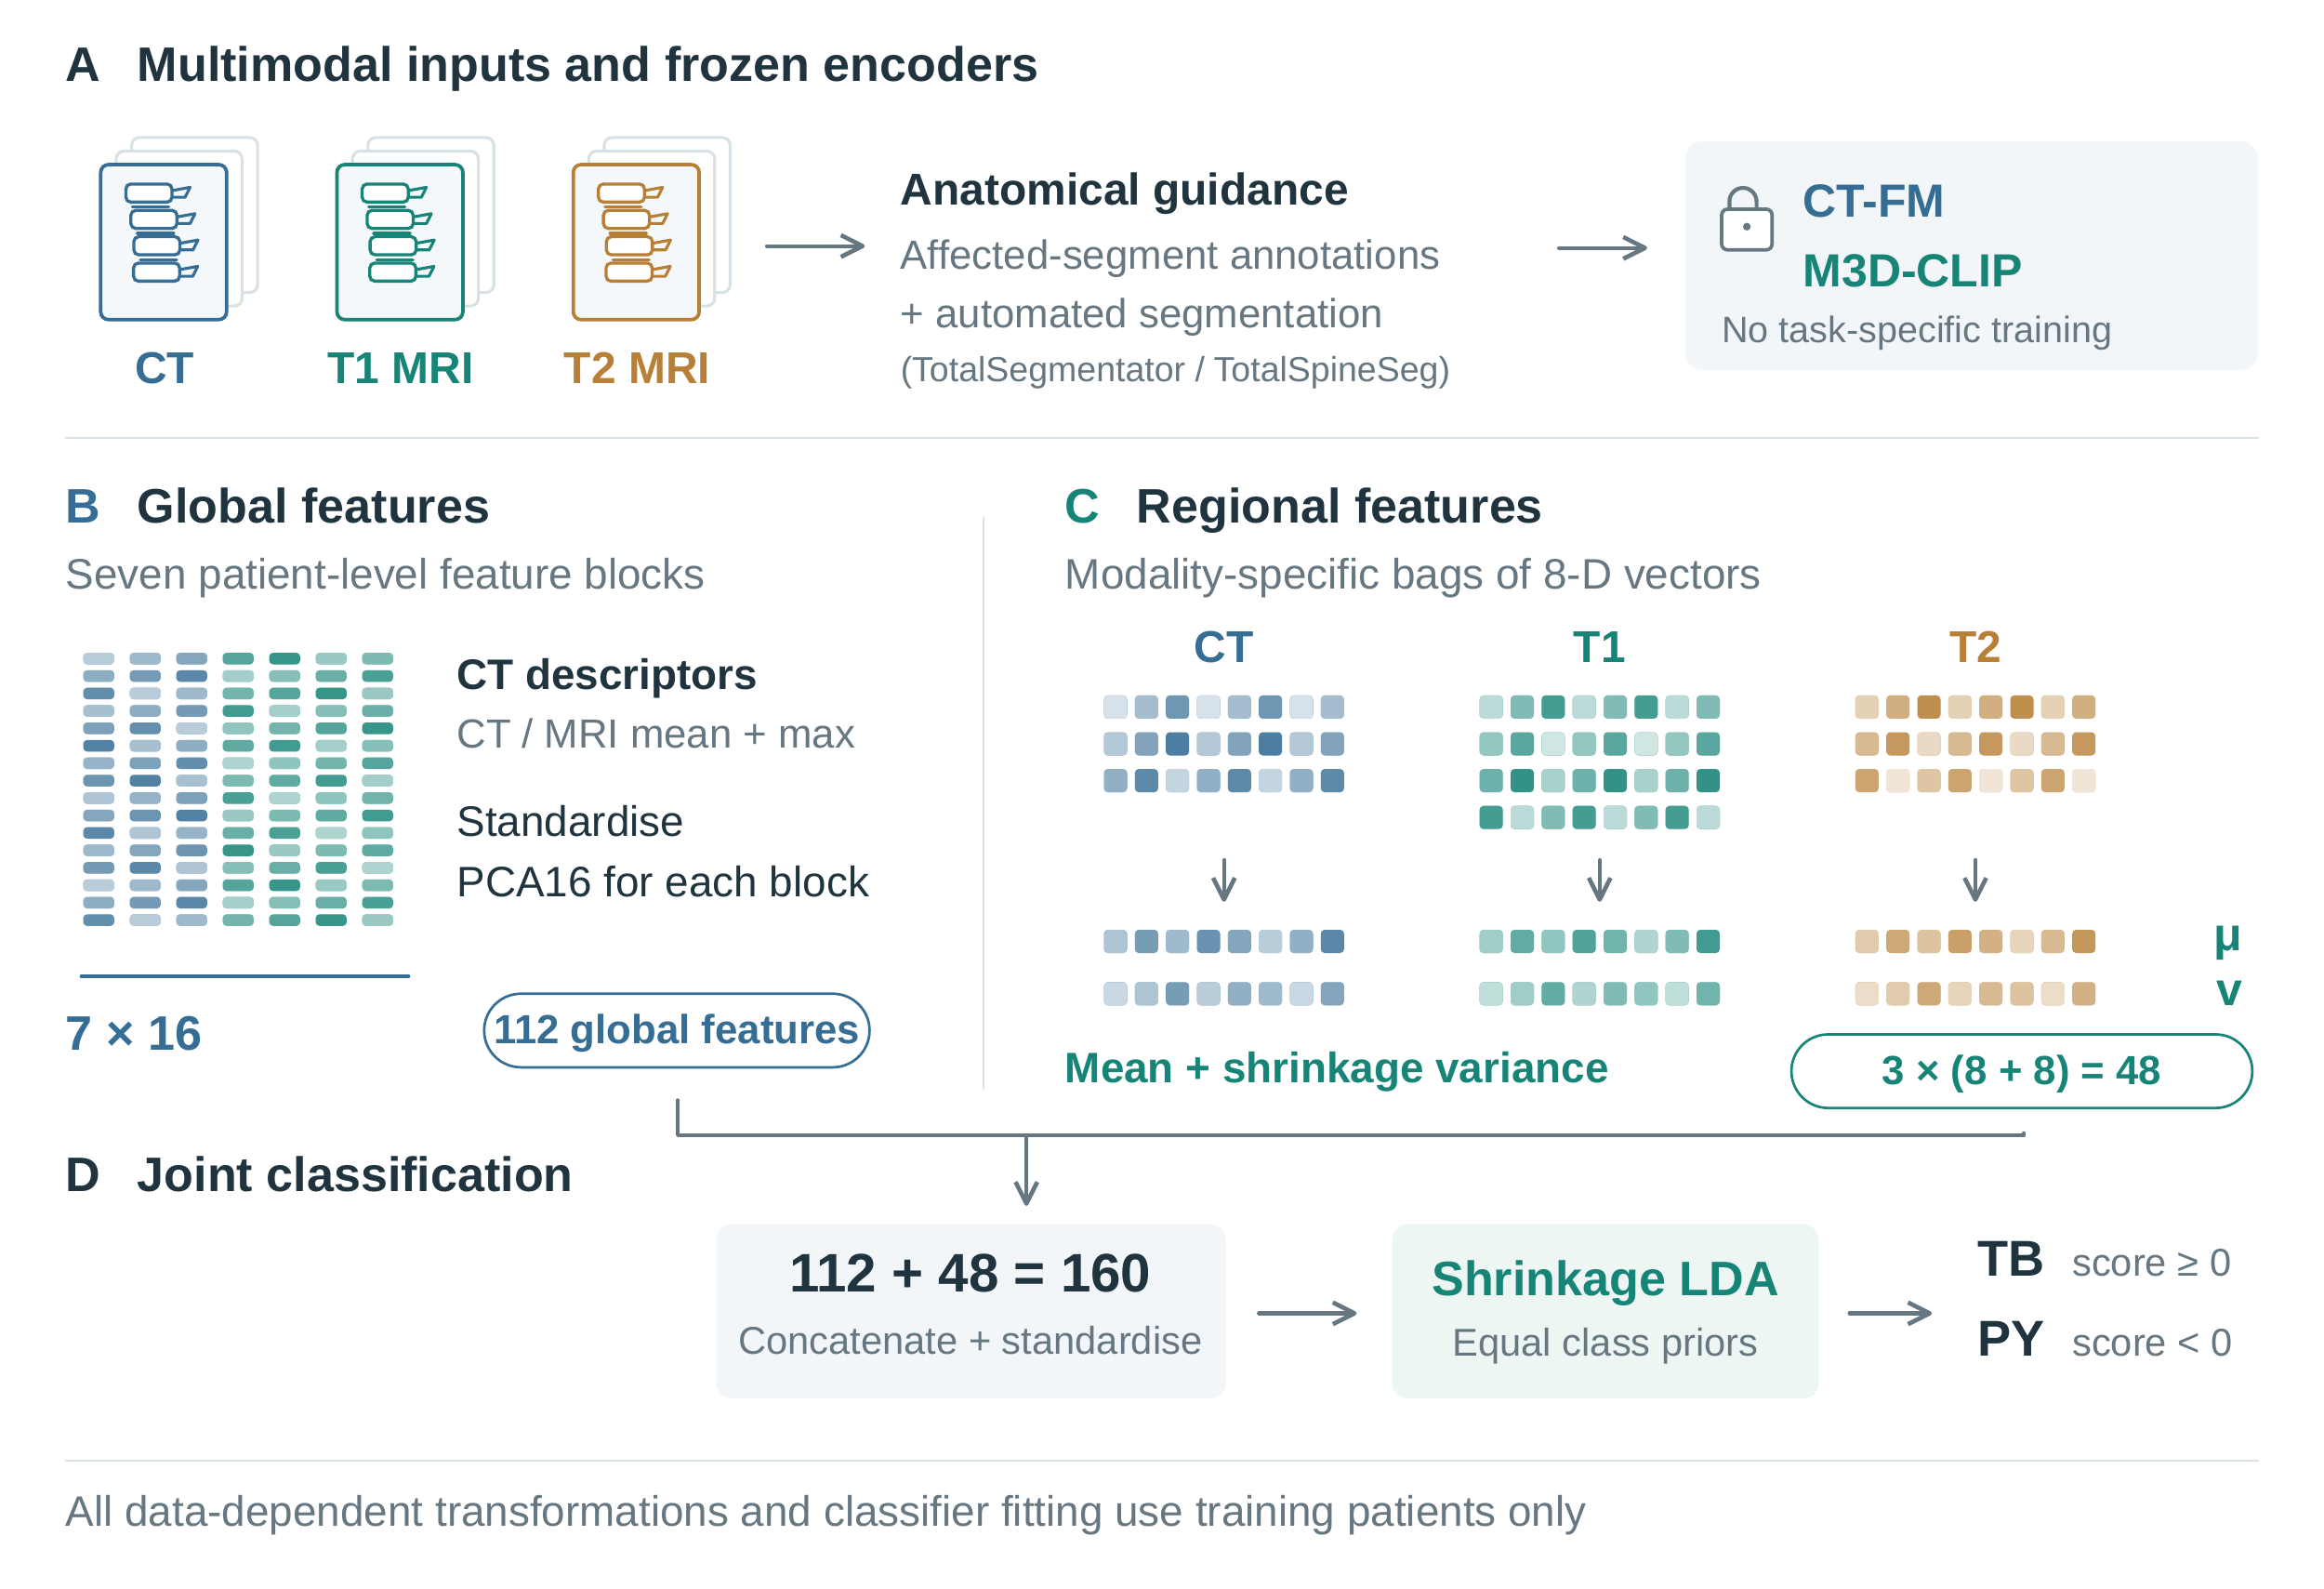 A Multimodal inputs and frozen encoders
CT
T1 MRI
T2 MRI
Anatomical guidance
Affected-segment annotations
+ automated segmentation
(TotalSegmentator / TotalSpineSeg)
CT-FM
M3D-CLIP
No task-specific training
B Global features
Seven patient-level feature blocks
CT descriptors
CT / MRI mean + max
Standardise
PCA16 for each block
7 × 16
112 global features
C Regional features
Modality-specific bags of 8-D vectors
CT
T1
T2
μ
v
Mean + shrinkage variance
3 × (8 + 8) = 48
D Joint classification
112 + 48 = 160
Concatenate + standardise
Shrinkage LDA
Equal class priors
TB score ≥ 0
PY score < 0
All data-dependent transformations and classifier fitting use training patients only